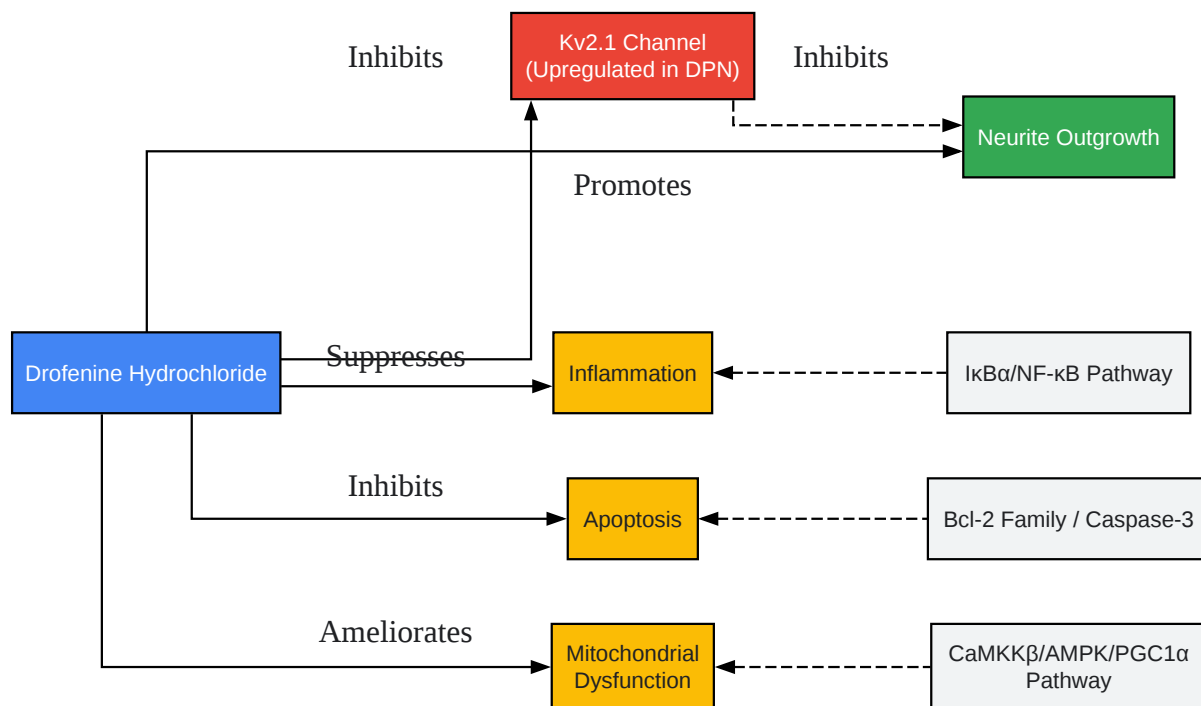 Inhibits
Kv2.1 Channel
(Upregulated in DPN)
Inhibits
Neurite Outgrowth
Promotes
Drofenine Hydrochloride
Suppresses
Inflammation
IκBα/NF-κB Pathway
Inhibits
Apoptosis
Bcl-2 Family / Caspase-3
Ameliorates
Mitochondrial
Dysfunction
CaMKKβ/AMPK/PGC1α
Pathway